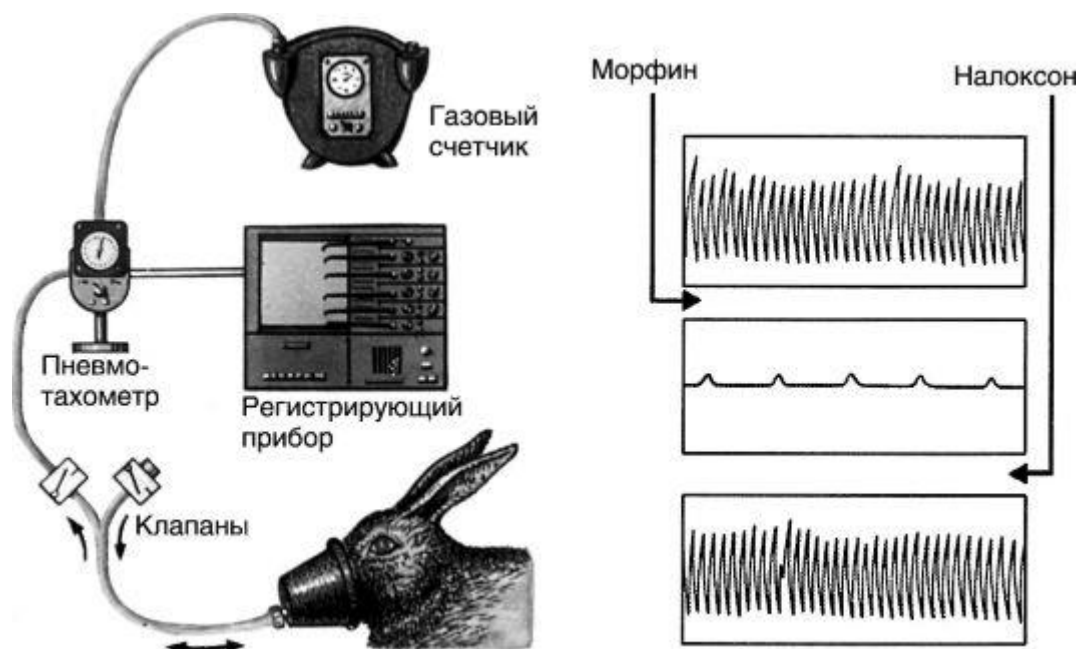 Газовый
счетчик
Пневмо-
тахометр
Регистрирующий
прибор
Клапаны
Морфин
Налоксон